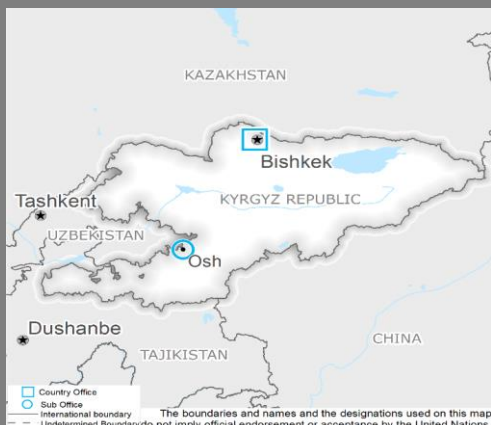 KAZAKHSTAN
Bishkek
KYRGYZ REPUBLIC
Tashkent
UZBEKISTAN
Osh
Dushanbe
CHINA
TAJIKISTAN
Country Office
Sub Office
International boundary
The boundaries and names and the designations used on this map
Undetermined Boundary do not imply official endorsement or acceptance by the United Nations